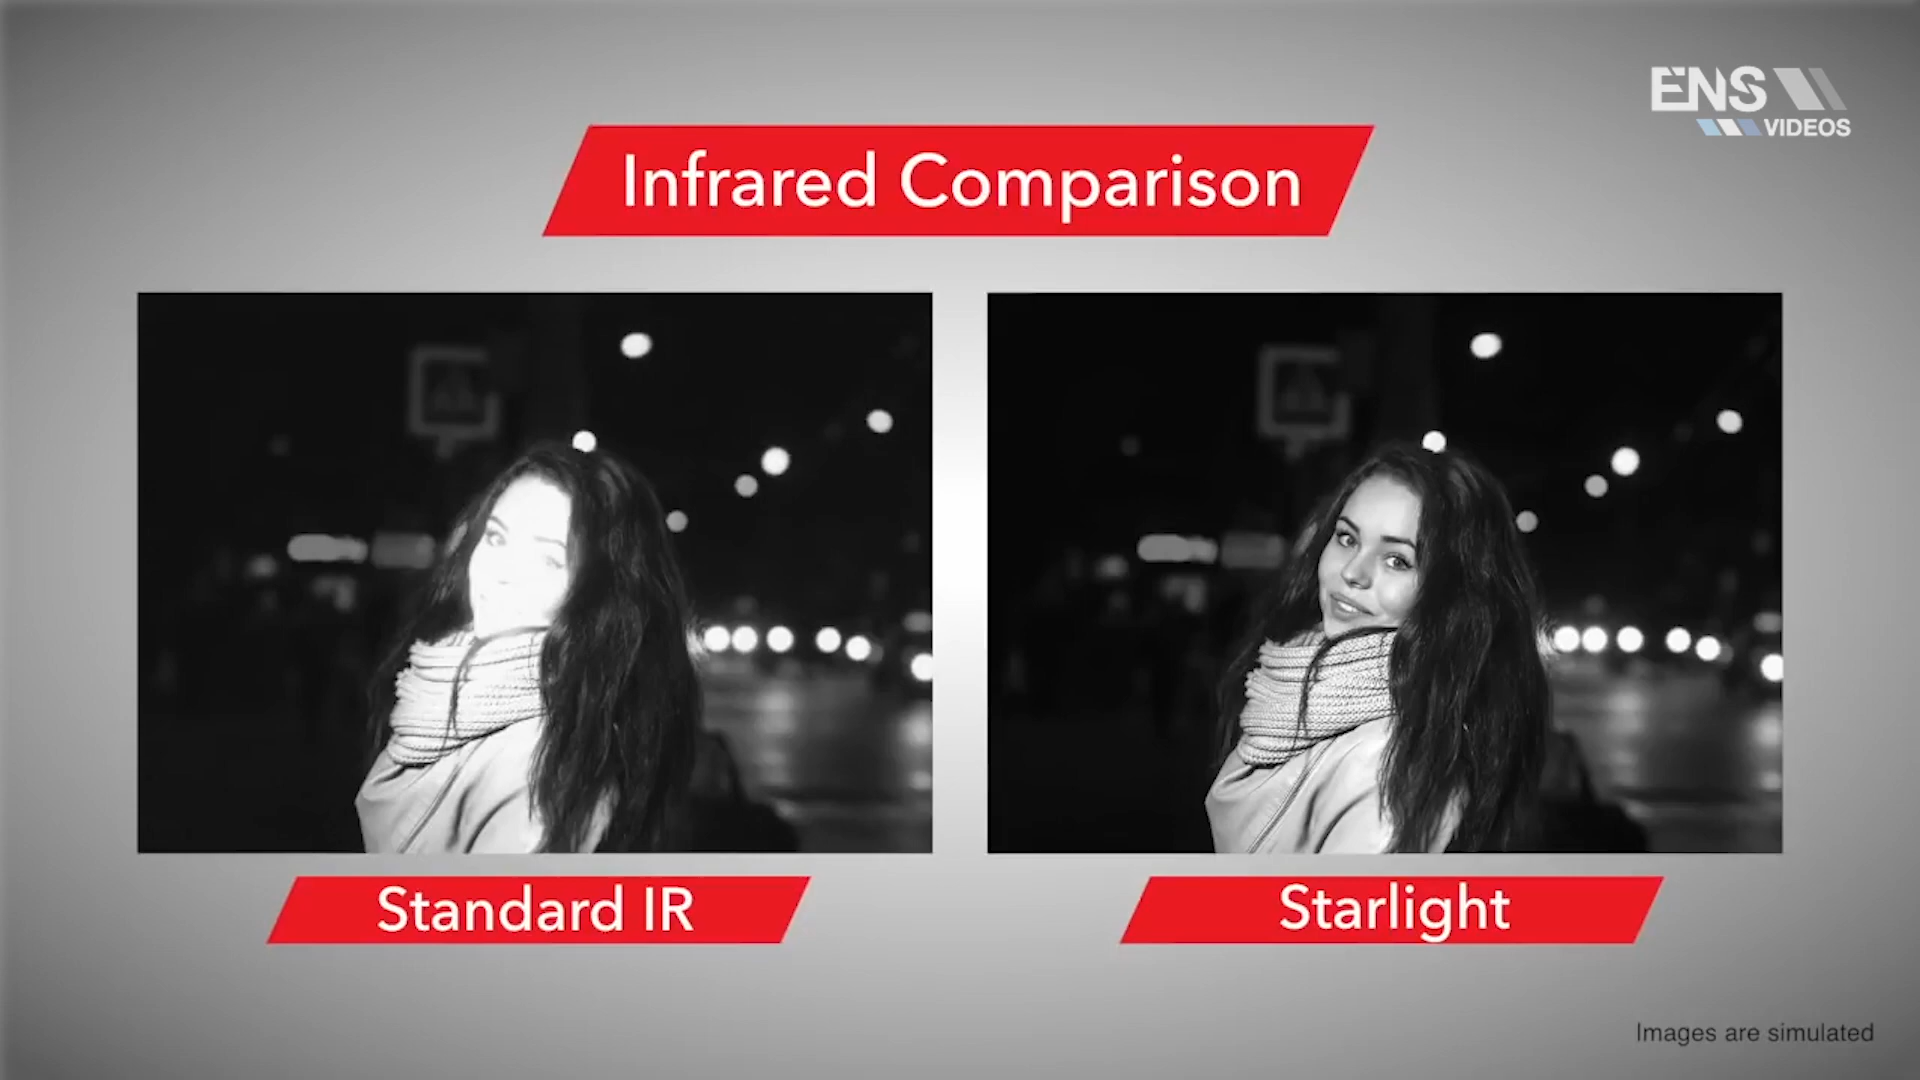 ENS
VIDEOS
Infrared Comparison
Standard IR
Starlight
Images are simulated